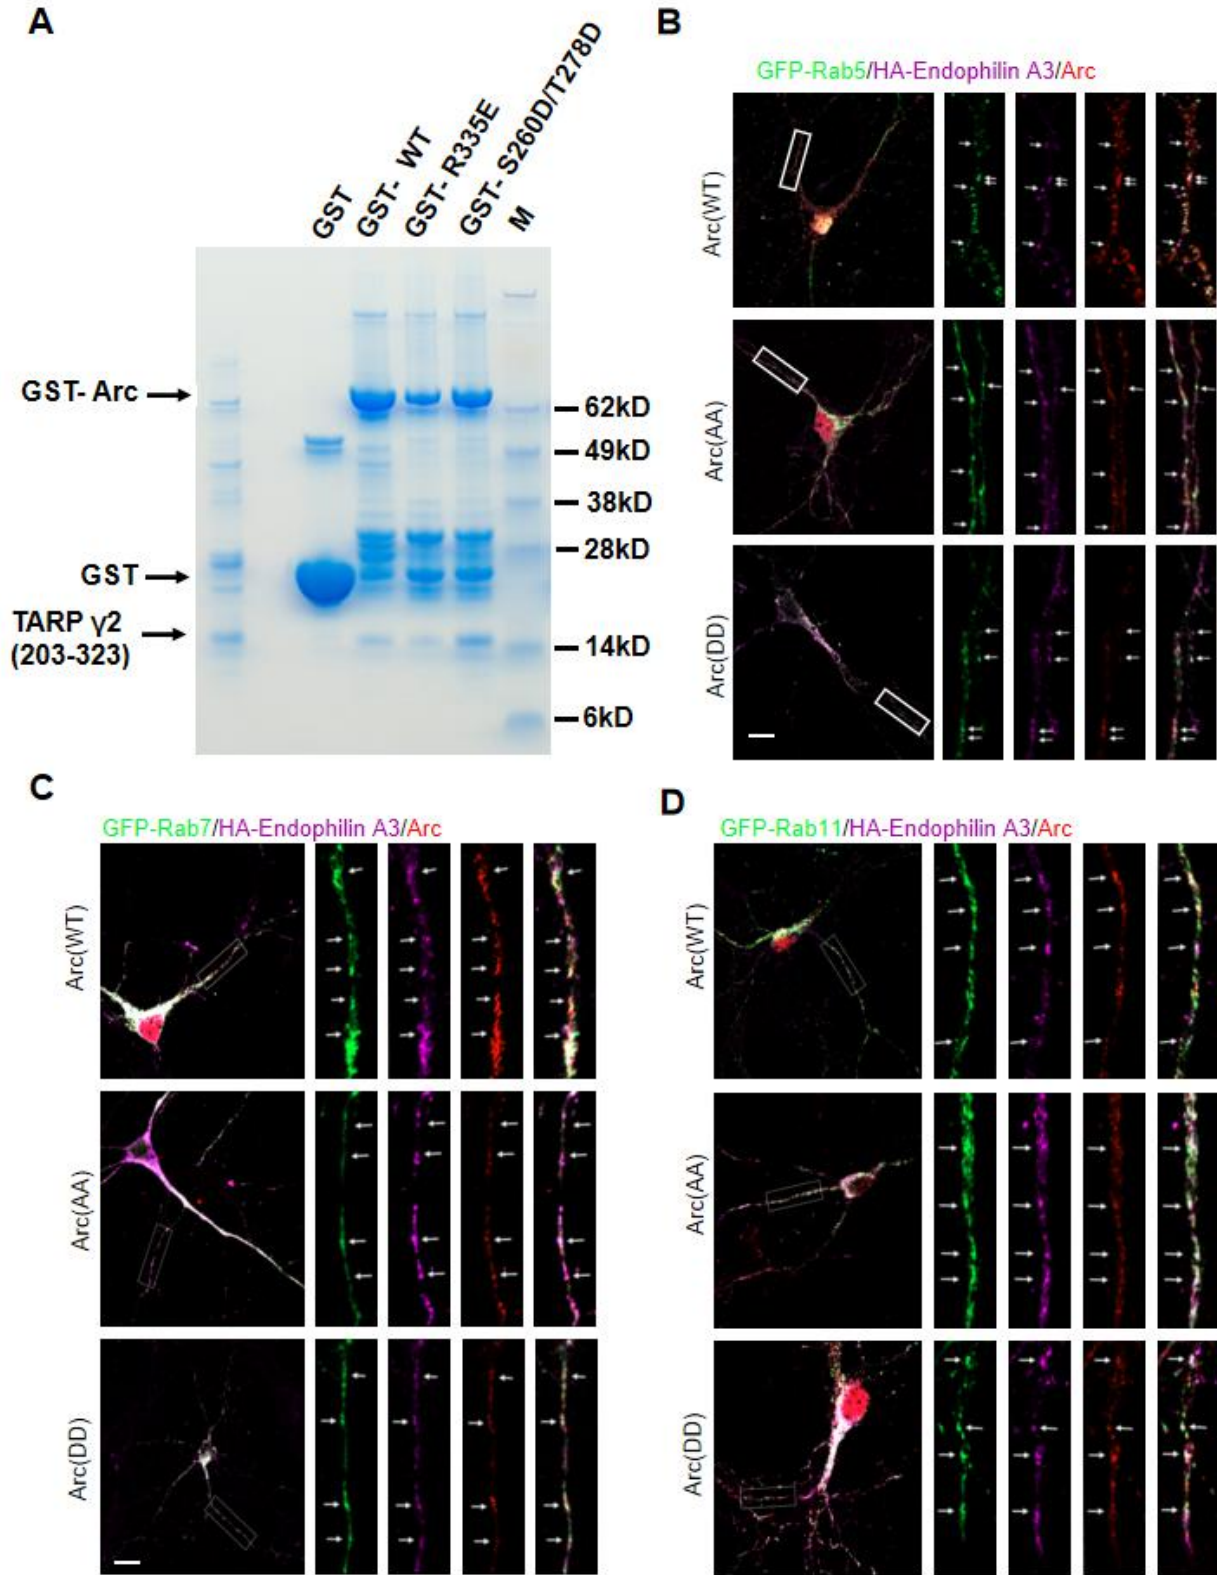 A
GST
GST- WT
GST- R335E
GST- S260D/T278D
M
GST- Arc
GST
TARP γ2
(203-323)
62kD
49kD
38kD
28kD
14kD
6kD
B
GFP-Rab5/HA-Endophilin A3/Arc
Arc(WT)
Arc(AA)
Arc(DD)
C
GFP-Rab7/HA-Endophilin A3/Arc
Arc(WT)
Arc(AA)
Arc(DD)
D
GFP-Rab11/HA-Endophilin A3/Arc
Arc(WT)
Arc(AA)
Arc(DD)